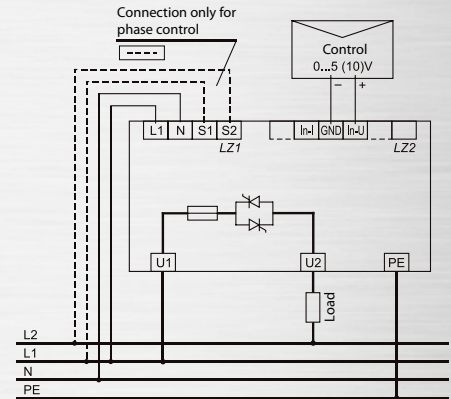 Connection only for
phase control
Control
0...5 (10)V
– +
L1 N S1 S2 In-I GND In-U
LZ1 LZ2
U1 U2 PE
Load
L2
L1
N
PE